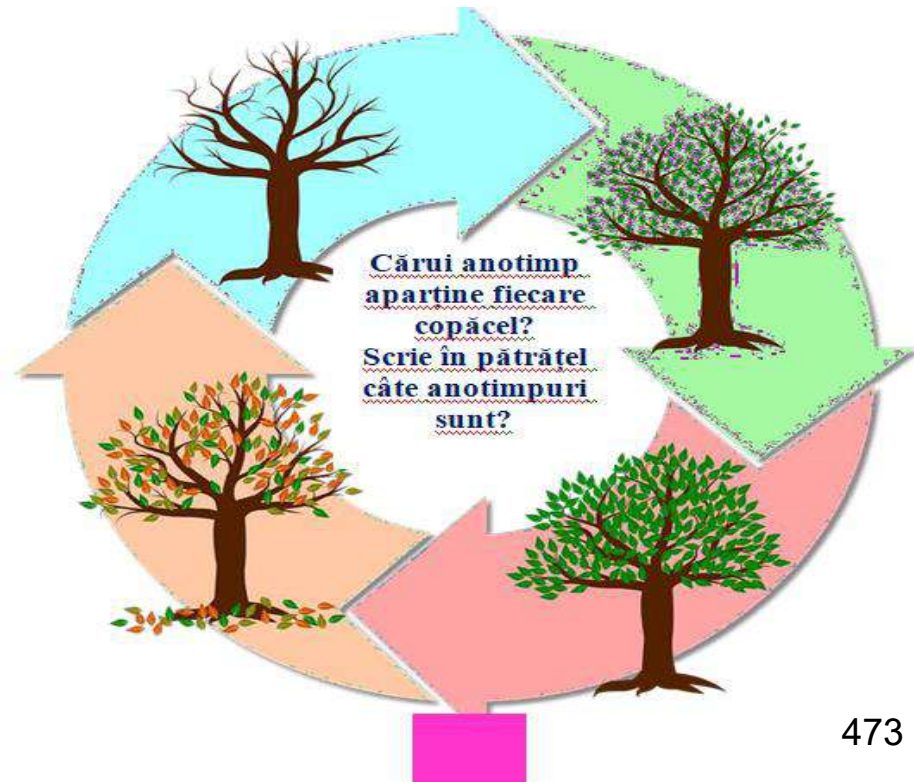 Cărui anotimp
aparține fiecare
copăcel?
Scrie în pătrățel
câte anotimpuri
sunt?
473